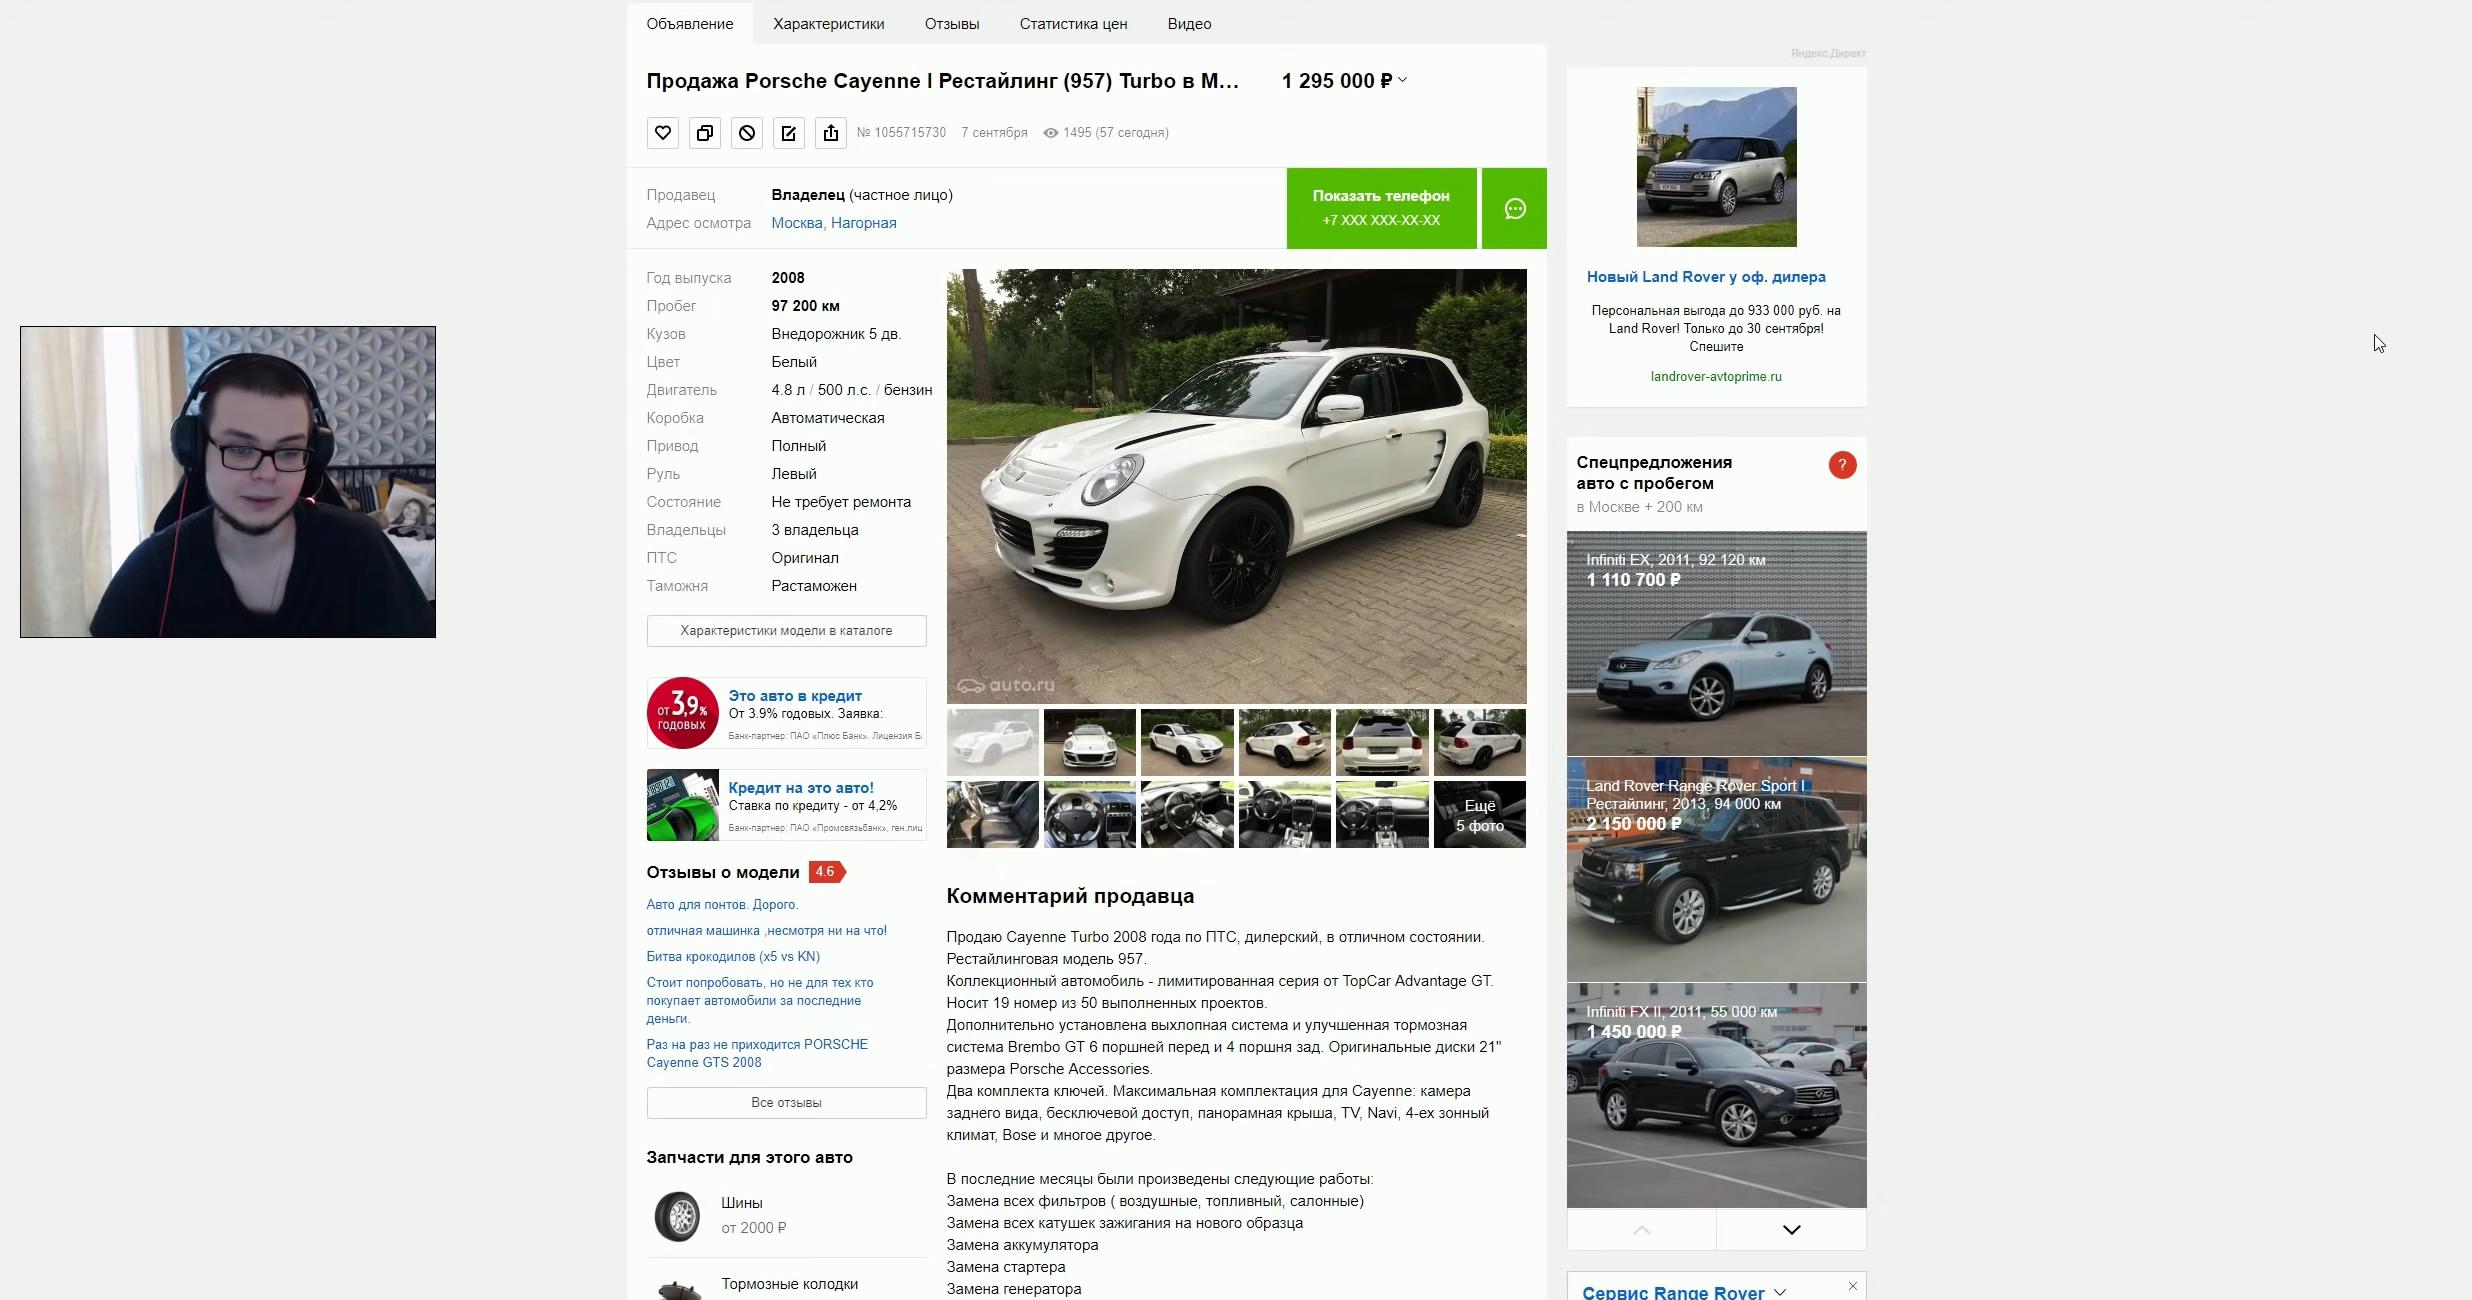 Объявление
Характеристики
Отзывы
Статистика цен
Видео
Продажа Porsche Cayenne I Рестайлинг (957) Turbo в М…
1 295 000 ₽
№ 1055715730 7 сентября 1495 (57 сегодня)
Продавец Владелец (частное лицо)
Адрес осмотра Москва, Нагорная
Показать телефон
+7 XXX XXX-XX-XX
Год выпуска 2008
Пробег 97 200 км
Кузов Внедорожник 5 дв.
Цвет Белый
Двигатель 4.8 л / 500 л.с. / бензин
Коробка Автоматическая
Привод Полный
Руль Левый
Состояние Не требует ремонта
Владельцы 3 владельца
ПТС Оригинал
Таможня Растаможен
Характеристики модели в каталоге
от 3,9%
годовых
Это авто в кредит
От 3.9% годовых. Заявка:
Банк-партнер: ПАО «Плюс Банк». Лицензия Б
Кредит на это авто!
Ставка по кредиту - от 4,2%
Банк-партнер: ПАО «Промсвязьбанк», ген.лиц
Отзывы о модели 4.6
Авто для понтов. Дорого.
отличная машинка ,несмотря ни на что!
Битва крокодилов (x5 vs KN)
Стоит попробовать, но не для тех кто
покупает автомобили за последние
деньги.
Раз на раз не приходится PORSCHE
Cayenne GTS 2008
Все отзывы
Запчасти для этого авто
Шины
от 2000 ₽
Тормозные колодки
auto.ru
Ещё
5 фото
Комментарий продавца
Продаю Cayenne Turbo 2008 года по ПТС, дилерский, в отличном состоянии.
Рестайлинговая модель 957.
Коллекционный автомобиль - лимитированная серия от TopCar Advantage GT.
Носит 19 номер из 50 выполненных проектов.
Дополнительно установлена выхлопная система и улучшенная тормозная
система Brembo GT 6 поршней перед и 4 поршня зад. Оригинальные диски 21"
размера Porsche Accessories.
Два комплекта ключей. Максимальная комплектация для Cayenne: камера
заднего вида, бесключевой доступ, панорамная крыша, TV, Navi, 4-ех зонный
климат, Bose и многое другое.
В последние месяцы были произведены следующие работы:
Замена всех фильтров ( воздушные, топливный, салонные)
Замена всех катушек зажигания на нового образца
Замена аккумулятора
Замена стартера
Замена генератора
Яндекс.Директ
Новый Land Rover у оф. дилера
Персональная выгода до 933 000 руб. на
Land Rover! Только до 30 сентября!
Спешите
landrover-avtoprime.ru
Спецпредложения
авто с пробегом
?
в Москве + 200 км
Infiniti EX, 2011, 92 120 км
1 110 700 ₽
Land Rover Range Rover Sport I
Рестайлинг, 2013, 94 000 км
2 150 000 ₽
Infiniti FX II, 2011, 55 000 км
1 450 000 ₽
Сервис Range Rover